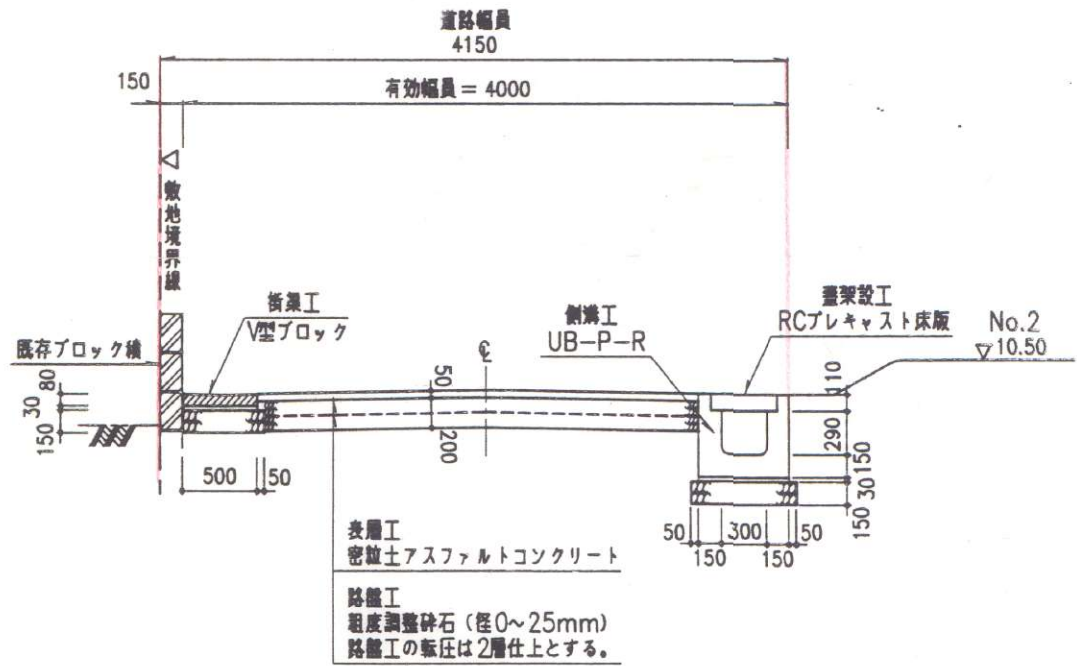 道路幅員
4150
150
有効幅員=4000
敷地境界線
街渠工
V型ブロック
既存ブロック積
側溝工
UB-P-R
蓋架設工
RCプレキャスト床版
No.2
10.50
℄
80
30
150
50
200
500
50
110
290
150
30
150
50
150
300
150
50
表層工
密粒土アスファルトコンクリート
路盤工
粗度調整砕石(径0~25mm)
路盤工の転圧は2層仕上とする。